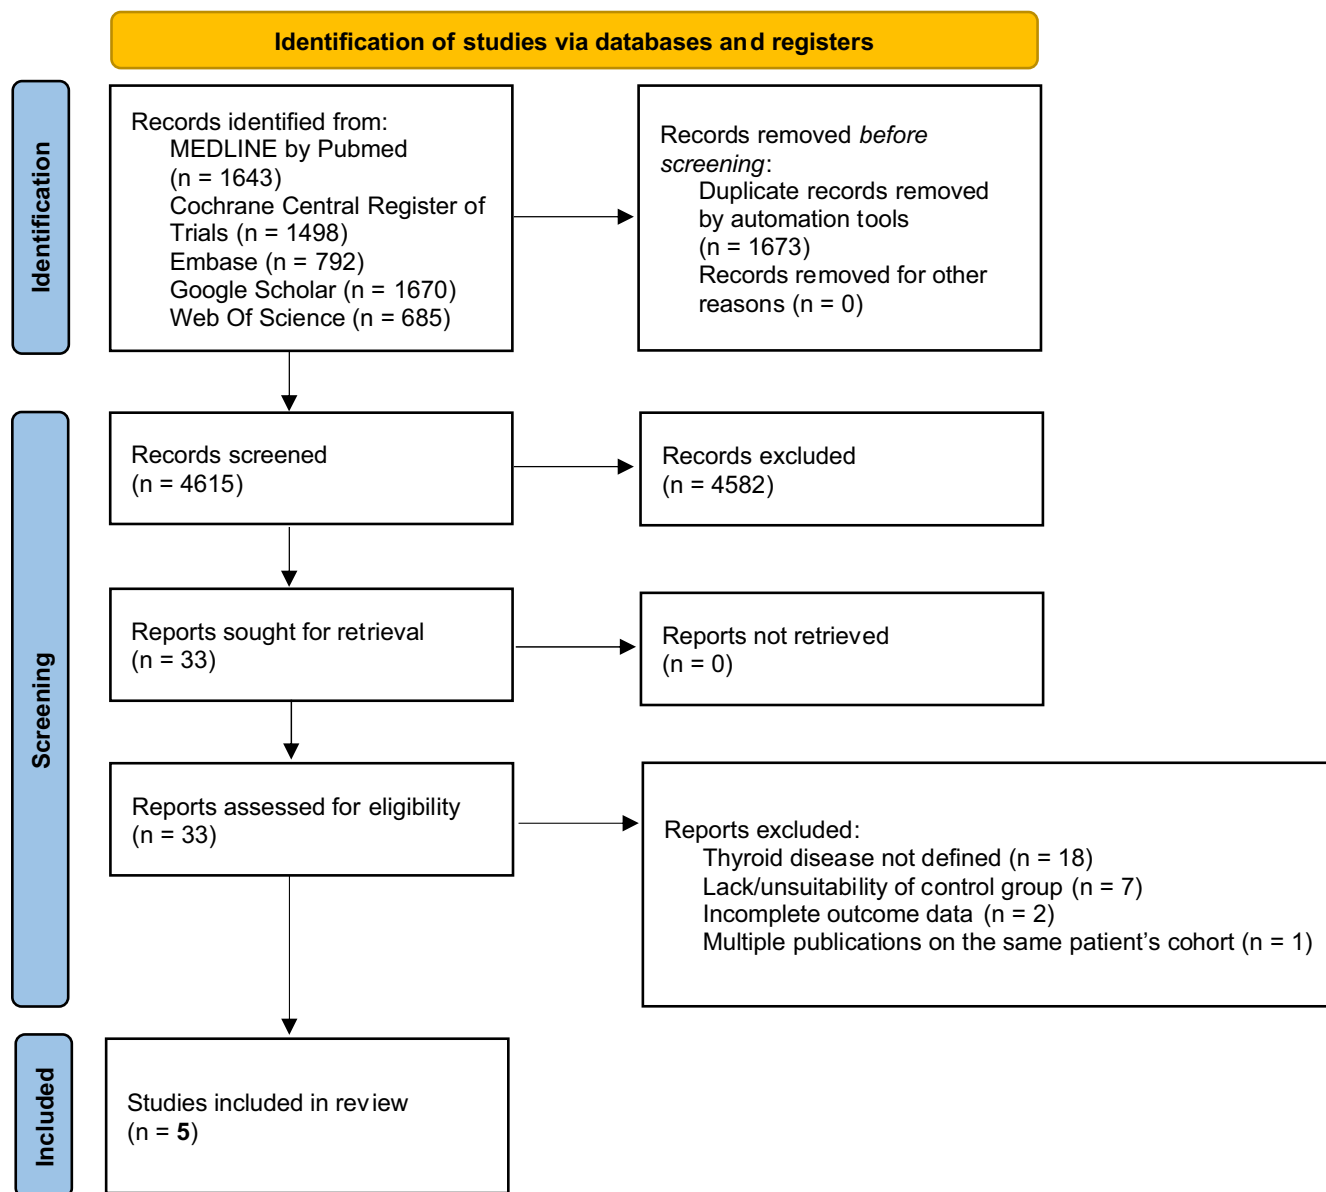 Identification of studies via databases and registers
Identification
Records identified from:
MEDLINE by Pubmed
(n = 1643)
Cochrane Central Register of
Trials (n = 1498)
Embase (n = 792)
Google Scholar (n = 1670)
Web Of Science (n = 685)
Records removed before
screening:
Duplicate records removed
by automation tools
(n = 1673)
Records removed for other
reasons (n = 0)
Screening
Records screened
(n = 4615)
Records excluded
(n = 4582)
Reports sought for retrieval
(n = 33)
Reports not retrieved
(n = 0)
Reports assessed for eligibility
(n = 33)
Reports excluded:
Thyroid disease not defined (n = 18)
Lack/unsuitability of control group (n = 7)
Incomplete outcome data (n = 2)
Multiple publications on the same patient’s cohort (n = 1)
Included
Studies included in review
(n = 5)